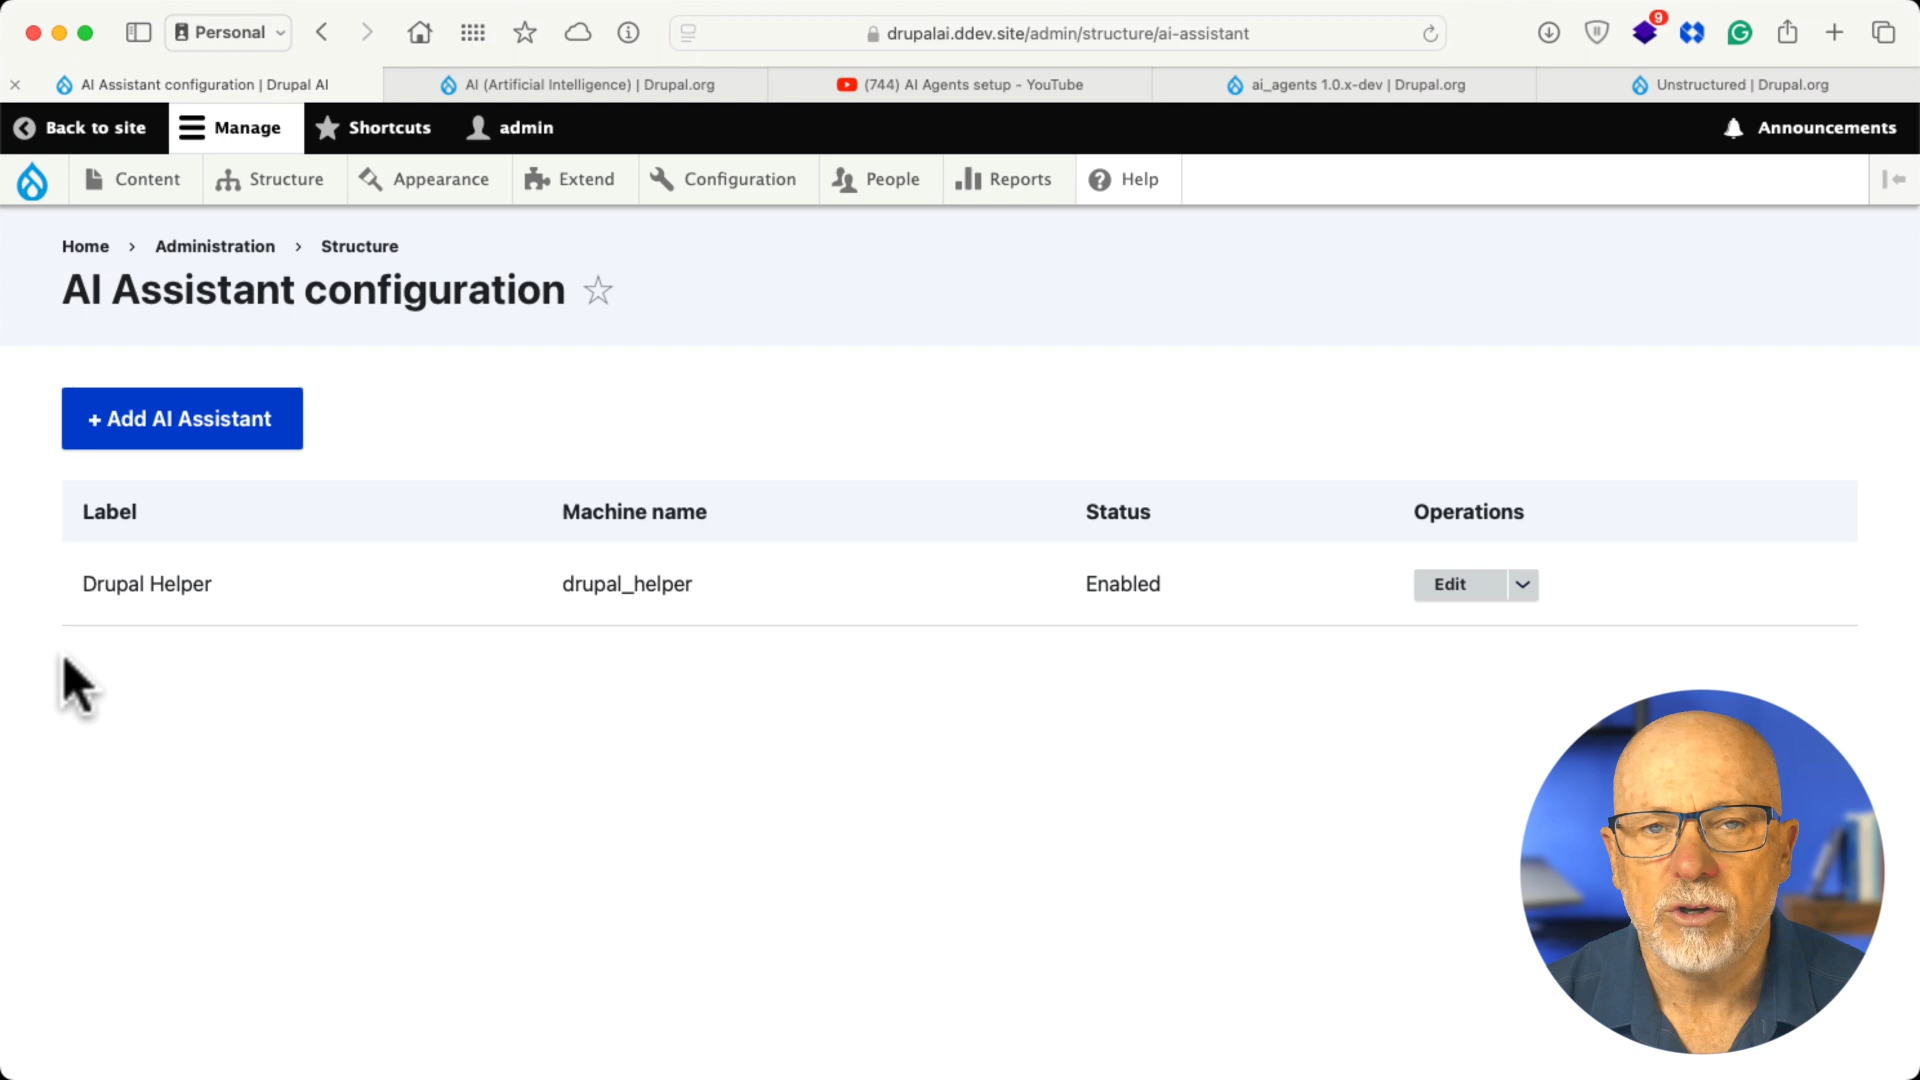 Personal
drupalai.ddev.site/admin/structure/ai-assistant
9
AI Assistant configuration | Drupal AI
AI (Artificial Intelligence) | Drupal.org
(744) AI Agents setup - YouTube
ai_agents 1.0.x-dev | Drupal.org
Unstructured | Drupal.org
Back to site
Manage
Shortcuts
admin
Announcements
Content
Structure
Appearance
Extend
Configuration
People
Reports
Help
Home › Administration › Structure
AI Assistant configuration
+ Add AI Assistant
Label Machine name Status Operations
Drupal Helper drupal_helper Enabled Edit